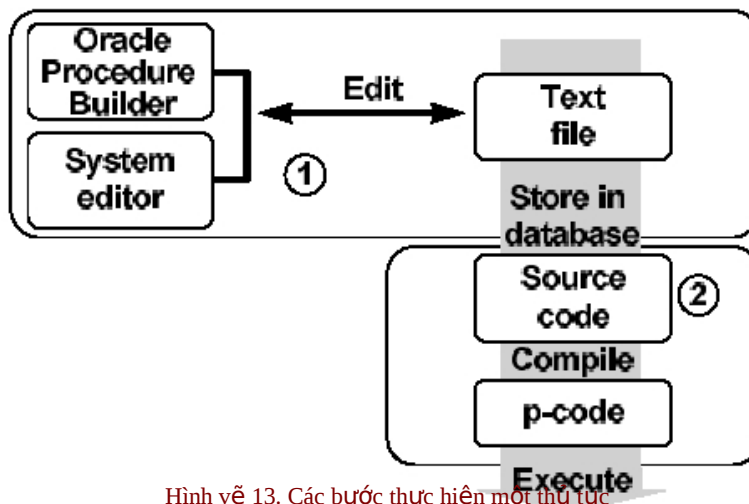 Oracle
Procedure
Builder
System
editor
Edit
1
Text
file
Store in
database
Source
code
2
Compile
p-code
Execute
Hình vẽ 13. Các bước thực hiện một thủ tục